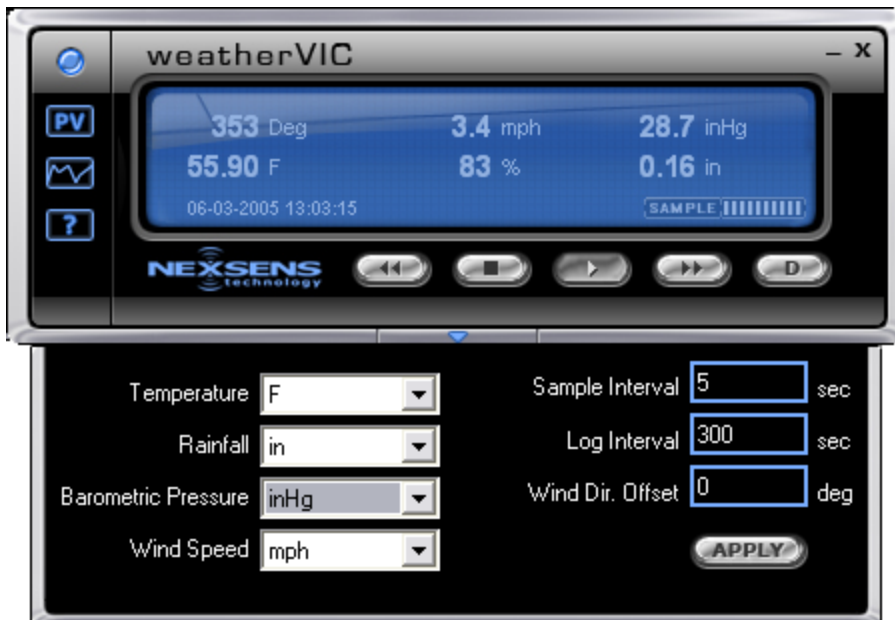 weatherVIC
– X
PV
353 Deg 3.4 mph 28.7 inHg
55.90 F 83 % 0.16 in
?
06-03-2005 13:03:15 SAMPLE
NEXSENS
technology
D
Temperature F
Sample Interval 5 sec
Rainfall in
Log Interval 300 sec
Barometric Pressure inHg
Wind Dir. Offset 0 deg
Wind Speed mph
APPLY